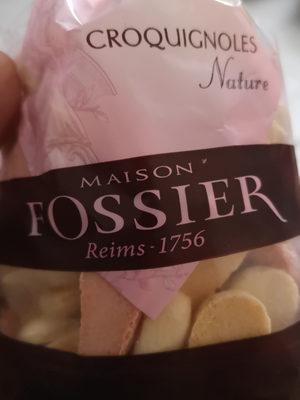 CROQUIGNOLES
Nature
MAISON
FOSSIER
Reims - 1756